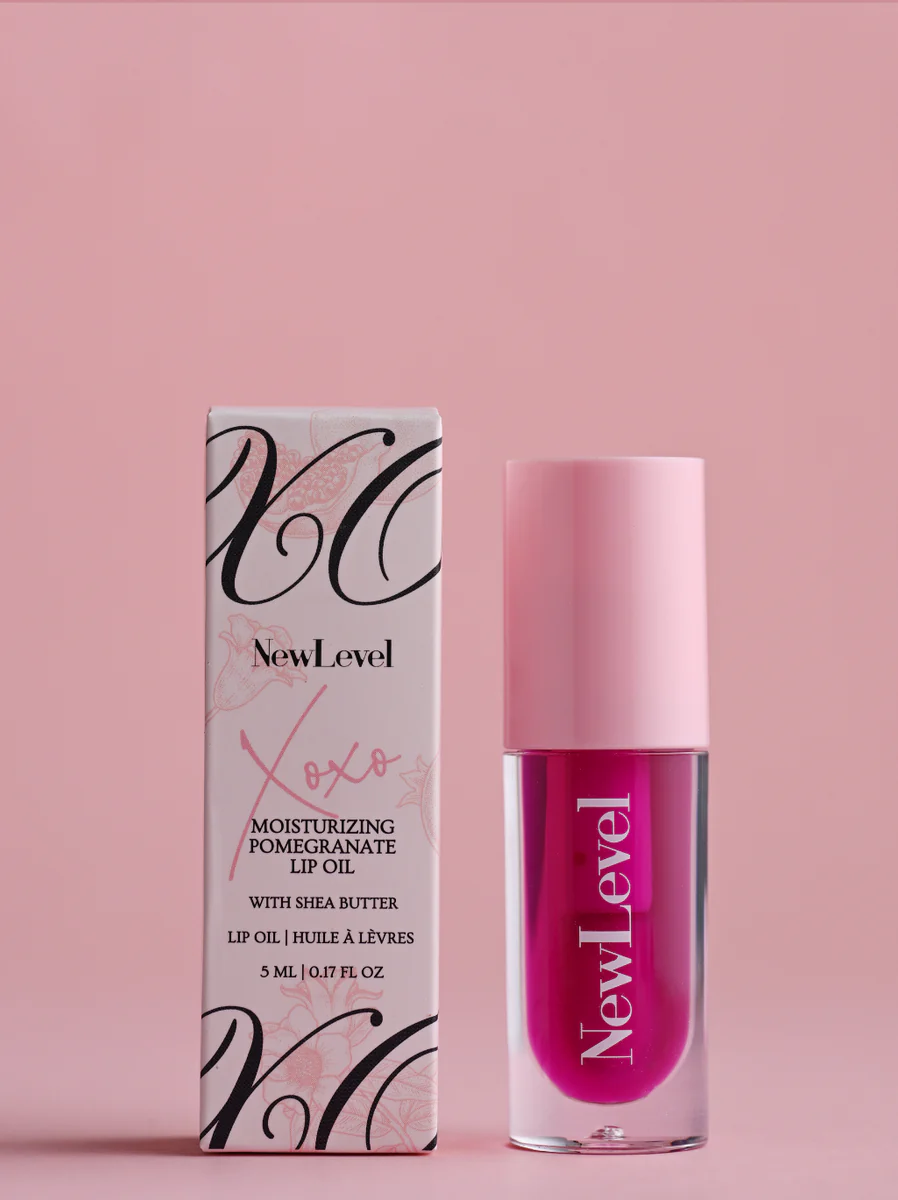 XO
NewLevel
Xoxo
MOISTURIZING
POMEGRANATE
LIP OIL
WITH SHEA BUTTER
LIP OIL | HUILE À LÈVRES
5 ML | 0.17 FL OZ
XO
NewLevel